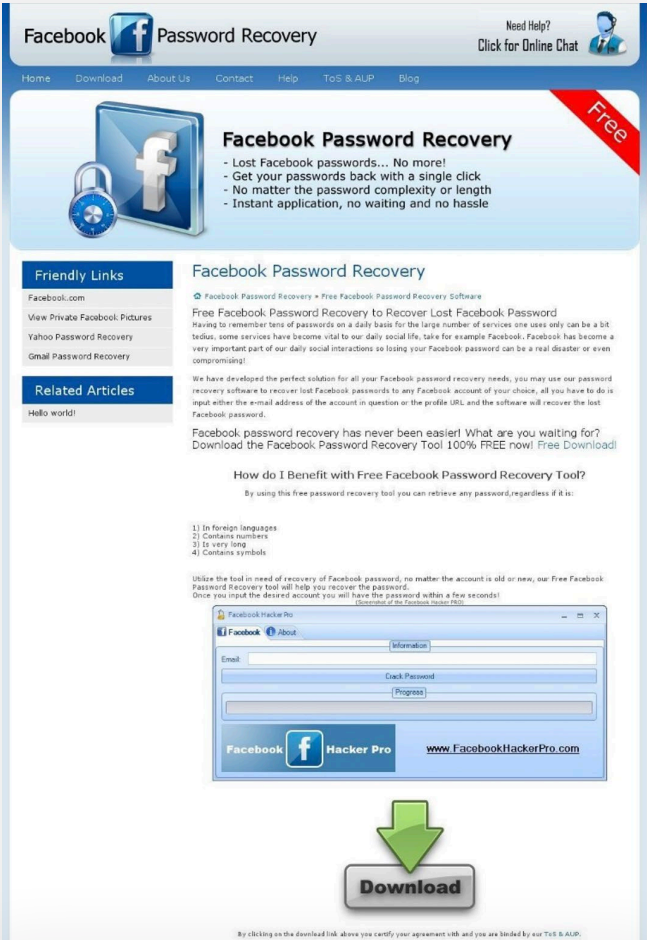 Facebook f Password Recovery
Need Help?
Click for Online Chat
Home Download About Us Contact Help ToS & AUP Blog
Free
f
Facebook Password Recovery
- Lost Facebook passwords... No more!
- Get your passwords back with a single click
- No matter the password complexity or length
- Instant application, no waiting and no hassle
Friendly Links
Facebook.com
View Private Facebook Pictures
Yahoo Password Recovery
Gmail Password Recovery
Related Articles
Hello world!
Facebook Password Recovery
Facebook Password Recovery » Free Facebook Password Recovery Software
Free Facebook Password Recovery to Recover Lost Facebook Password
Having to remember tens of passwords on a daily basis for the large number of services one uses only can be a bit
tedius, some services have become vital to our daily social life, take for example Facebook. Facebook has become a
very important part of our daily social interactions so losing your Facebook password can be a real disaster or even
compromising!
We have developed the perfect solution for all your Facebook password recovery needs, you may use our password
recovery software to recover lost Facebook passwords to any Facebook account of your choice, all you have to do is
input either the e-mail address of the account in question or the profile URL and the software will recover the lost
Facebook password.
Facebook password recovery has never been easier! What are you waiting for?
Download the Facebook Password Recovery Tool 100% FREE now! Free Download!
How do I Benefit with Free Facebook Password Recovery Tool?
By using this free password recovery tool you can retrieve any password,regardless if it is:
1) In foreign languages
2) Contains numbers
3) Is very long
4) Contains symbols
Utilize the tool in need of recovery of Facebook password, no matter the account is old or new, our Free Facebook
Password Recovery tool will help you recover the password.
Once you input the desired account you will have the password within a few seconds!
(Screenshot of the Facebook Hacker PRO)
Facebook Hacker Pro
f Facebook i About
Information
Email:
Crack Password
Progress
Facebook f Hacker Pro
www.FacebookHackerPro.com
Download
By clicking on the download link above you certify your agreement with and you are binded by our ToS & AUP.